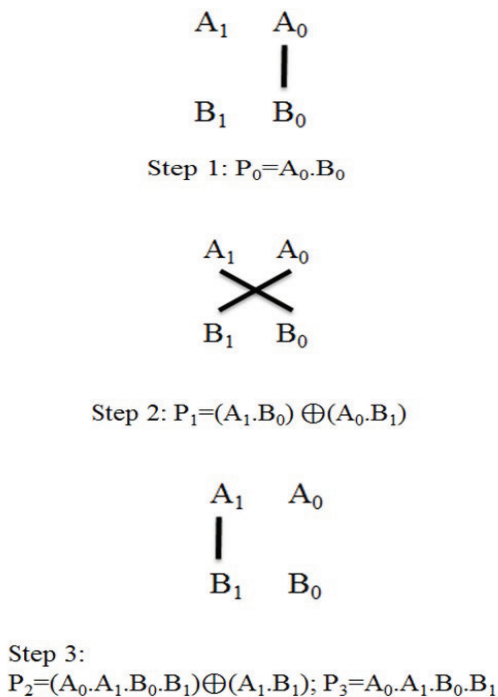 A₁ A₀
B₁ B₀
Step 1: P₀=A₀.B₀
A₁ A₀
B₁ B₀
Step 2: P₁=(A₁.B₀) ⊕(A₀.B₁)
A₁ A₀
B₁ B₀
Step 3:
P₂=(A₀.A₁.B₀.B₁)⊕(A₁.B₁); P₃=A₀.A₁.B₀.B₁